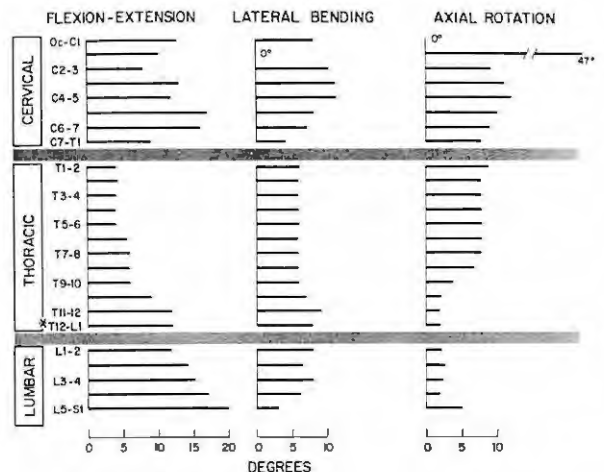 FLEXION-EXTENSION LATERAL BENDING AXIAL ROTATION
CERVICAL
Oc-C1
0°
0°
47°
C2-3
C4-5
C6-7
C7-T1
THORACIC
T1-2
T3-4
T5-6
T7-8
T9-10
T11-12
*T12-L1
LUMBAR
L1-2
L3-4
L5-S1
0 5 10 15 20 0 10 0 5 10
DEGREES